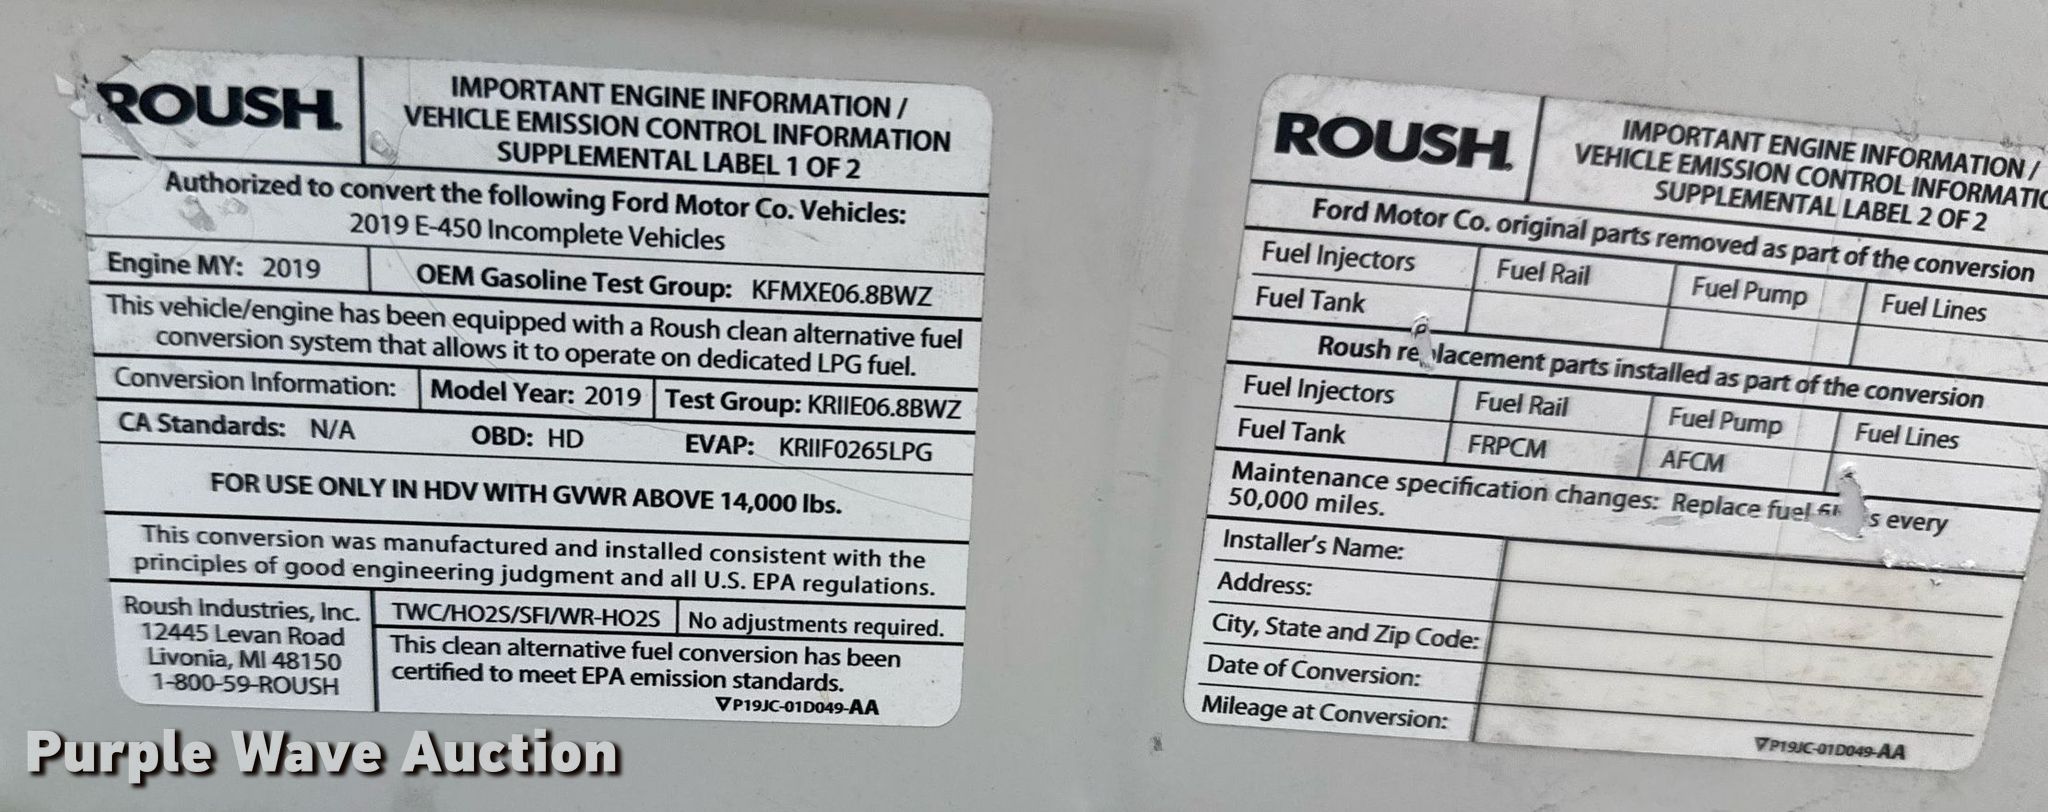 ROUSH
IMPORTANT ENGINE INFORMATION /
VEHICLE EMISSION CONTROL INFORMATION
SUPPLEMENTAL LABEL 1 OF 2
Authorized to convert the following Ford Motor Co. Vehicles:
2019 E-450 Incomplete Vehicles
Engine MY: 2019
OEM Gasoline Test Group: KFMXE06.8BWZ
This vehicle/engine has been equipped with a Roush clean alternative fuel
conversion system that allows it to operate on dedicated LPG fuel.
Conversion Information: Model Year: 2019 Test Group: KRIIE06.8BWZ
CA Standards: N/A OBD: HD EVAP: KRIIF0265LPG
FOR USE ONLY IN HDV WITH GVWR ABOVE 14,000 lbs.
This conversion was manufactured and installed consistent with the
principles of good engineering judgment and all U.S. EPA regulations.
Roush Industries, Inc.
12445 Levan Road
Livonia, MI 48150
1-800-59-ROUSH
TWC/HO2S/SFI/WR-HO2S No adjustments required.
This clean alternative fuel conversion has been
certified to meet EPA emission standards.
P19JC-01D049-AA
ROUSH
IMPORTANT ENGINE INFORMATION /
VEHICLE EMISSION CONTROL INFORMATIO
SUPPLEMENTAL LABEL 2 OF 2
Ford Motor Co. original parts removed as part of the conversion
Fuel Injectors Fuel Rail Fuel Pump Fuel Lines
Fuel Tank
Roush replacement parts installed as part of the conversion
Fuel Injectors Fuel Rail Fuel Pump Fuel Lines
Fuel Tank FRPCM AFCM
Maintenance specification changes: Replace fuel every
50,000 miles.
Installer's Name:
Address:
City, State and Zip Code:
Date of Conversion:
Mileage at Conversion:
P19JC-01D049-AA
Purple Wave Auction